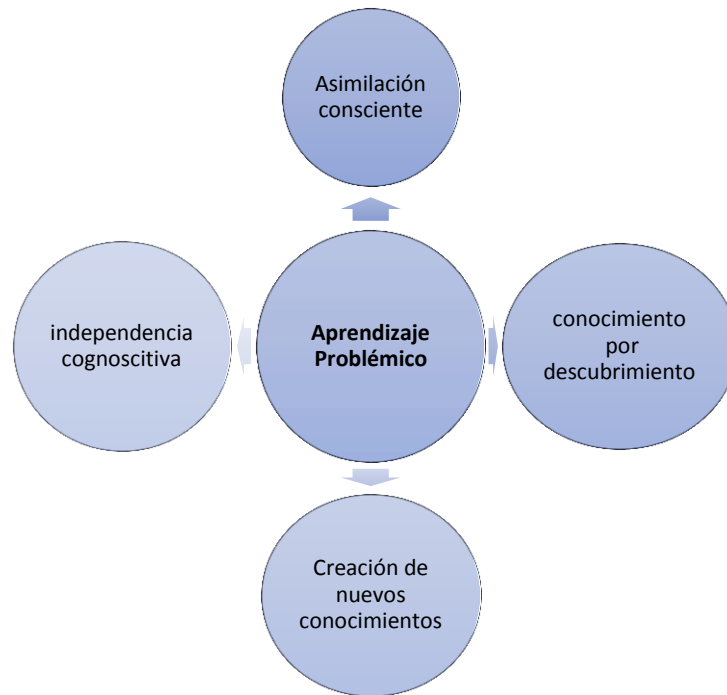 Asimilación
consciente
independencia
cognoscitiva
Aprendizaje
Problémico
conocimiento
por
descubrimiento
Creación de
nuevos
conocimientos